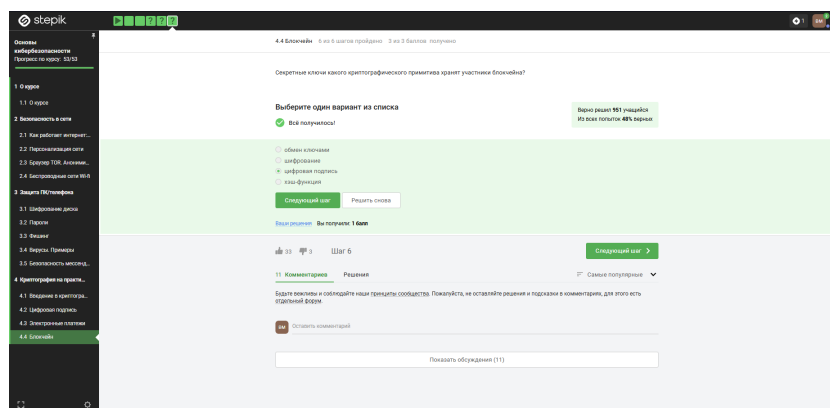 stepik
1
ВМ
Основы
кибербезопасности
Прогресс по курсу: 53/53
1 О курсе
1.1 О курсе
2 Безопасность в сети
2.1 Как работает интернет:...
2.2 Персонализация сети
2.3 Браузер TOR. Аноними...
2.4 Беспроводные сети Wi-fi
3 Защита ПК/телефона
3.1 Шифрование диска
3.2 Пароли
3.3 Фишинг
3.4 Вирусы. Примеры
3.5 Безопасность мессенд...
4 Криптография на практи...
4.1 Введение в криптогра...
4.2 Цифровая подпись
4.3 Электронные платежи
4.4 Блокчейн
4.4 Блокчейн 6 из 6 шагов пройдено 3 из 3 баллов получено
Секретные ключи какого криптографического примитива хранят участники блокчейна?
Выберите один вариант из списка
Всё получилось!
Верно решил 951 учащийся
Из всех попыток 48% верных
обмен ключами
шифрование
цифровая подпись
хэш-функция
Следующий шаг Решить снова
Ваши решения Вы получили: 1 балл
33 3 Шаг 6 Следующий шаг
11 Комментариев Решения Самые популярные
Будьте вежливы и соблюдайте наши принципы сообщества. Пожалуйста, не оставляйте решения и подсказки в комментариях, для этого есть
отдельный форум.
ВМ Оставить комментарий
Показать обсуждения (11)